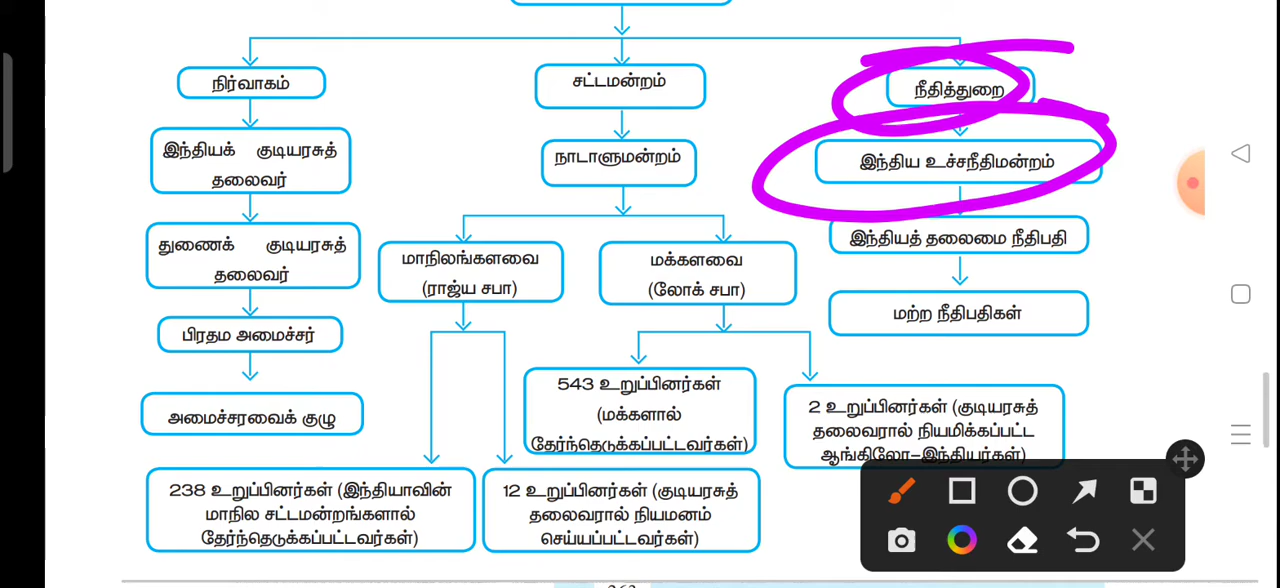 நிர்வாகம்
சட்டமன்றம்
நீதித்துறை
இந்தியக் குடியரசுத்
தலைவர்
நாடாளுமன்றம்
இந்திய உச்சநீதிமன்றம்
துணைக் குடியரசுத்
தலைவர்
மாநிலங்களவை
(ராஜ்ய சபா)
மக்களவை
(லோக் சபா)
இந்தியத் தலைமை நீதிபதி
பிரதம அமைச்சர்
மற்ற நீதிபதிகள்
அமைச்சரவைக் குழு
543 உறுப்பினர்கள்
(மக்களால்
தேர்ந்தெடுக்கப்பட்டவர்கள்)
2 உறுப்பினர்கள் (குடியரசுத்
தலைவரால் நியமிக்கப்பட்ட
ஆங்கிலோ-இந்தியர்கள்)
238 உறுப்பினர்கள் (இந்தியாவின்
மாநில சட்டமன்றங்களால்
தேர்ந்தெடுக்கப்பட்டவர்கள்)
12 உறுப்பினர்கள் (குடியரசுத்
தலைவரால் நியமனம்
செய்யப்பட்டவர்கள்)